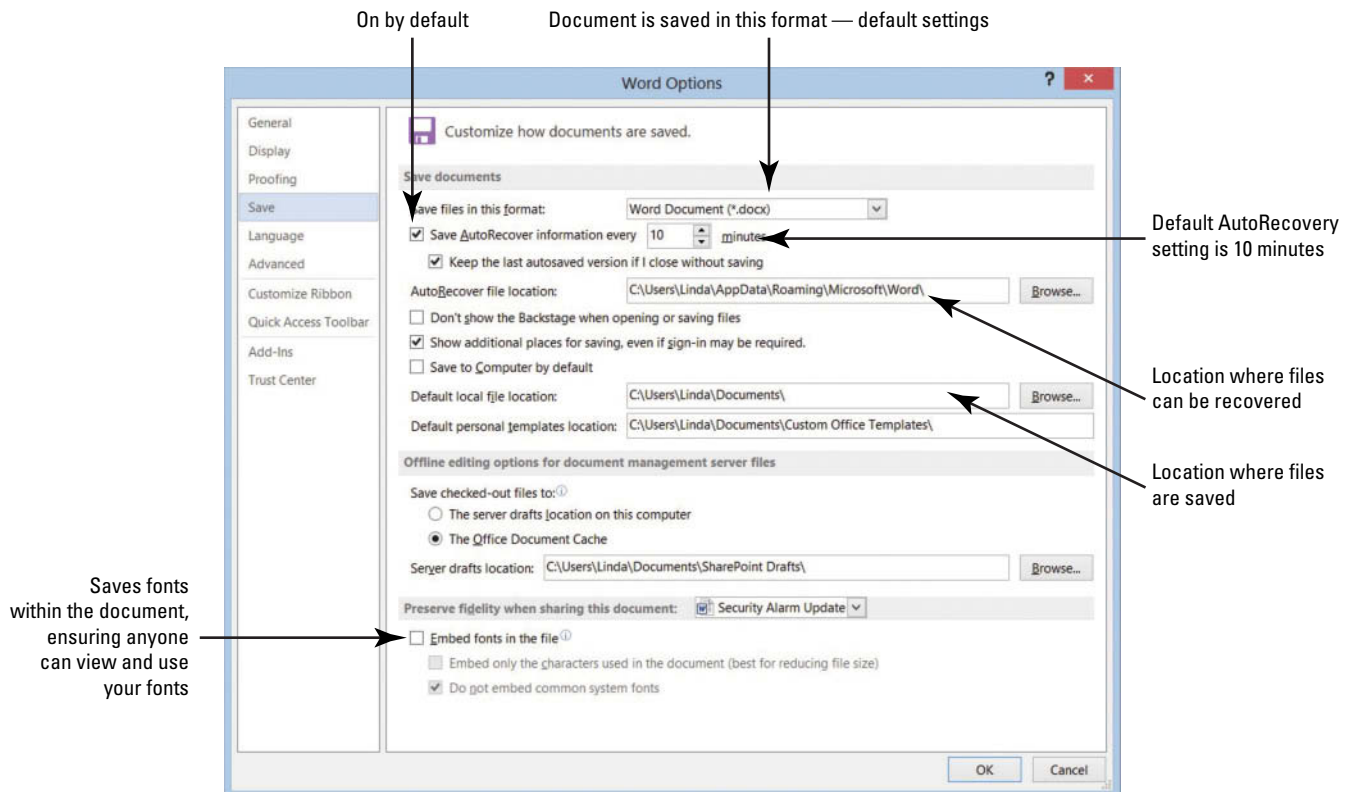 On by default
Document is saved in this format — default settings
Word Options
?
General
Display
Proofing
Save
Language
Advanced
Customize Ribbon
Quick Access Toolbar
Add-Ins
Trust Center
Customize how documents are saved.
Save documents
Save files in this format: Word Document (*.docx)
Save AutoRecover information every 10 minutes
Keep the last autosaved version if I close without saving
AutoRecover file location: C:\Users\Linda\AppData\Roaming\Microsoft\Word\ Browse...
Don't show the Backstage when opening or saving files
Show additional places for saving, even if sign-in may be required.
Save to Computer by default
Default local file location: C:\Users\Linda\Documents\ Browse...
Default personal templates location: C:\Users\Linda\Documents\Custom Office Templates\
Offline editing options for document management server files
Save checked-out files to:
The server drafts location on this computer
The Office Document Cache
Server drafts location: C:\Users\Linda\Documents\SharePoint Drafts\ Browse...
Preserve fidelity when sharing this document: Security Alarm Update
Embed fonts in the file
Embed only the characters used in the document (best for reducing file size)
Do not embed common system fonts
OK Cancel
Default AutoRecovery
setting is 10 minutes
Location where files
can be recovered
Location where files
are saved
Saves fonts
within the document,
ensuring anyone
can view and use
your fonts